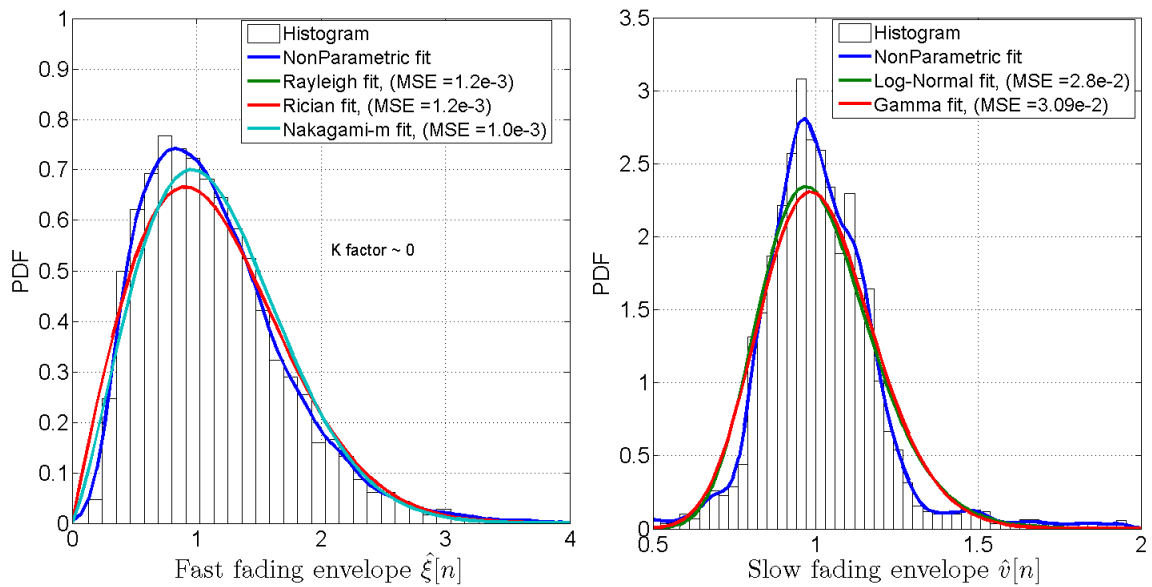 1
0.9
0.8
0.7
0.6
0.5
0.4
0.3
0.2
0.1
0
PDF
Histogram
NonParametric fit
Rayleigh fit, (MSE =1.2e-3)
Rician fit, (MSE =1.2e-3)
Nakagami-m fit, (MSE =1.0e-3)
K factor ~ 0
0 1 2 3 4
Fast fading envelope ξ̂[n]
3.5
3
2.5
2
1.5
1
0.5
0
PDF
Histogram
NonParametric fit
Log-Normal fit, (MSE =2.8e-2)
Gamma fit, (MSE =3.09e-2)
0.5 1 1.5 2
Slow fading envelope v̂[n]